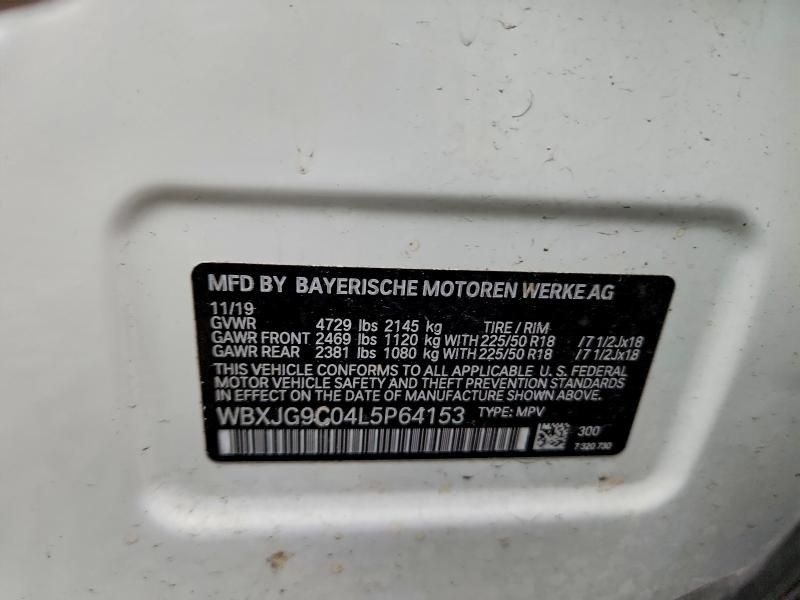 MFD BY BAYERISCHE MOTOREN WERKE AG
11/19
GVWR 4729 lbs 2145 kg TIRE / RIM
GAWR FRONT 2469 lbs 1120 kg WITH 225/50 R18 /7 1/2Jx18
GAWR REAR 2381 lbs 1080 kg WITH 225/50 R18 /7 1/2Jx18
THIS VEHICLE CONFORMS TO ALL APPLICABLE U. S. FEDERAL
MOTOR VEHICLE SAFETY AND THEFT PREVENTION STANDARDS
IN EFFECT ON THE DATE OF MANUFACTURE SHOWN ABOVE.
WBXJG9C04L5P64153 TYPE: MPV
300
7 320 730